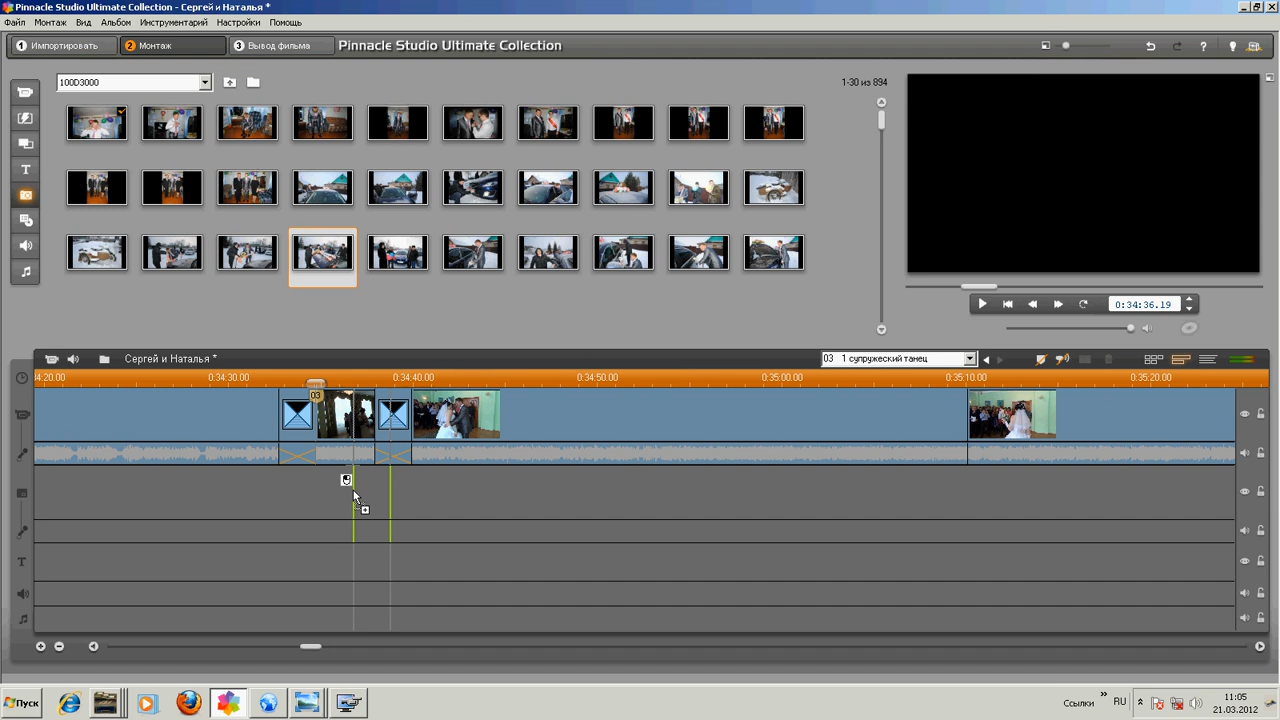 Pinnacle Studio Ultimate Collection - Сергей и Наталья *
Файл Монтаж Вид Альбом Инструментарий Настройки Помощь
1 Импортировать 2 Монтаж 3 Вывод фильма Pinnacle Studio Ultimate Collection ?
100D3000 1-30 из 894
T
0:34:36.19
Сергей и Наталья * 03 1 супружеский танец
:34:20.00 0:34:30.00 0:34:40.00 0:34:50.00 0:35:00.00 0:35:10.00 0:35:20.00
03
T
Пуск Ссылки » RU 11:05
21.03.2012